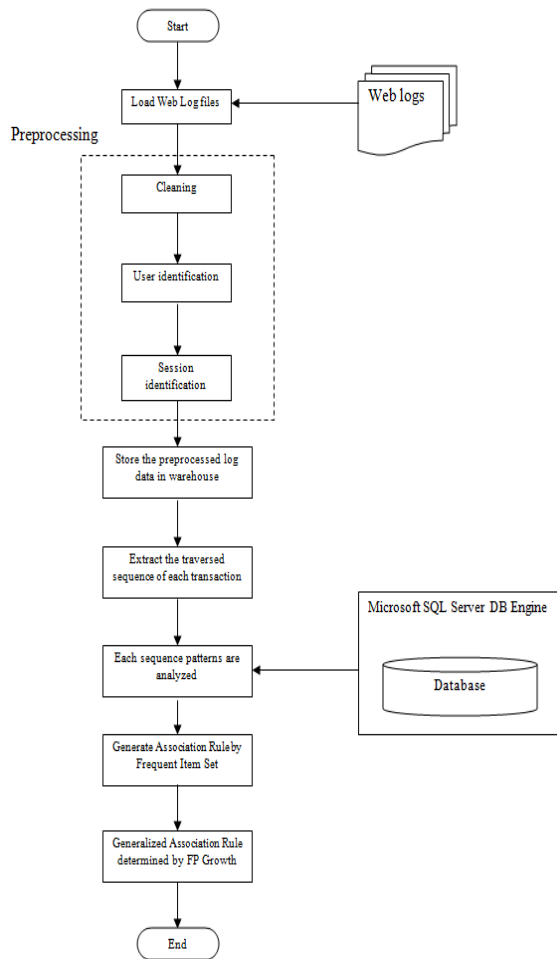 Start
Load Web Log files
Web logs
Preprocessing
Cleaning
User identification
Session
identification
Store the preprocessed log
data in warehouse
Extract the traversed
sequence of each transaction
Microsoft SQL Server DB Engine
Database
Each sequence patterns are
analyzed
Generate Association Rule by
Frequent Item Set
Generalized Association Rule
determined by FP Growth
End